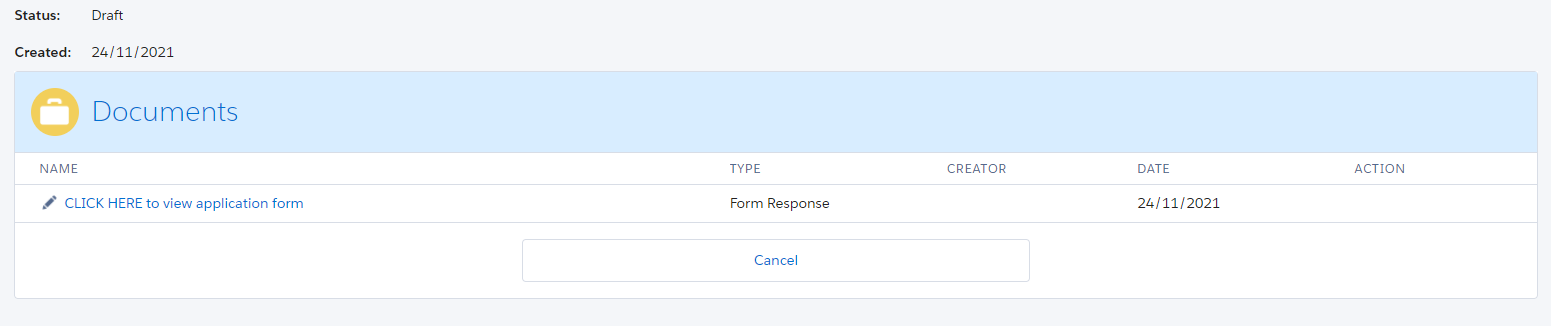 Status: Draft
Created: 24/11/2021
Documents
NAME TYPE CREATOR DATE ACTION
CLICK HERE to view application form Form Response 24/11/2021
Cancel